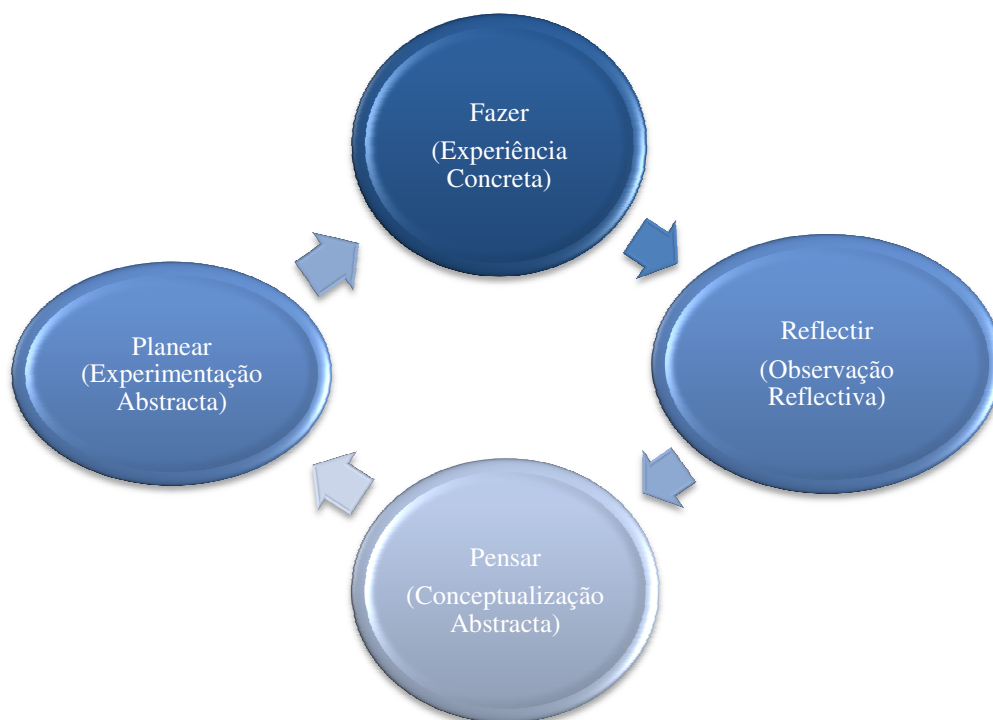 Fazer
(Experiência
Concreta)
Reflectir
(Observação
Reflectiva)
Pensar
(Conceptualização
Abstracta)
Planear
(Experimentação
Abstracta)